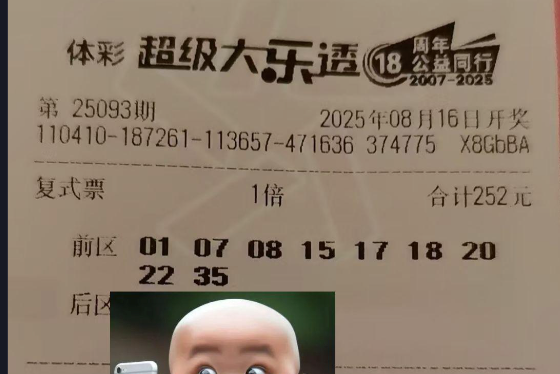 体彩 超级大乐透 18 周年 公益同行 2007-2025
第 25093期 2025年08月16日开奖
110410-187261-113657-471636 374775 X8GbBA
复式票 1倍 合计252元
前区 01 07 08 15 17 18 20
22 35
后区